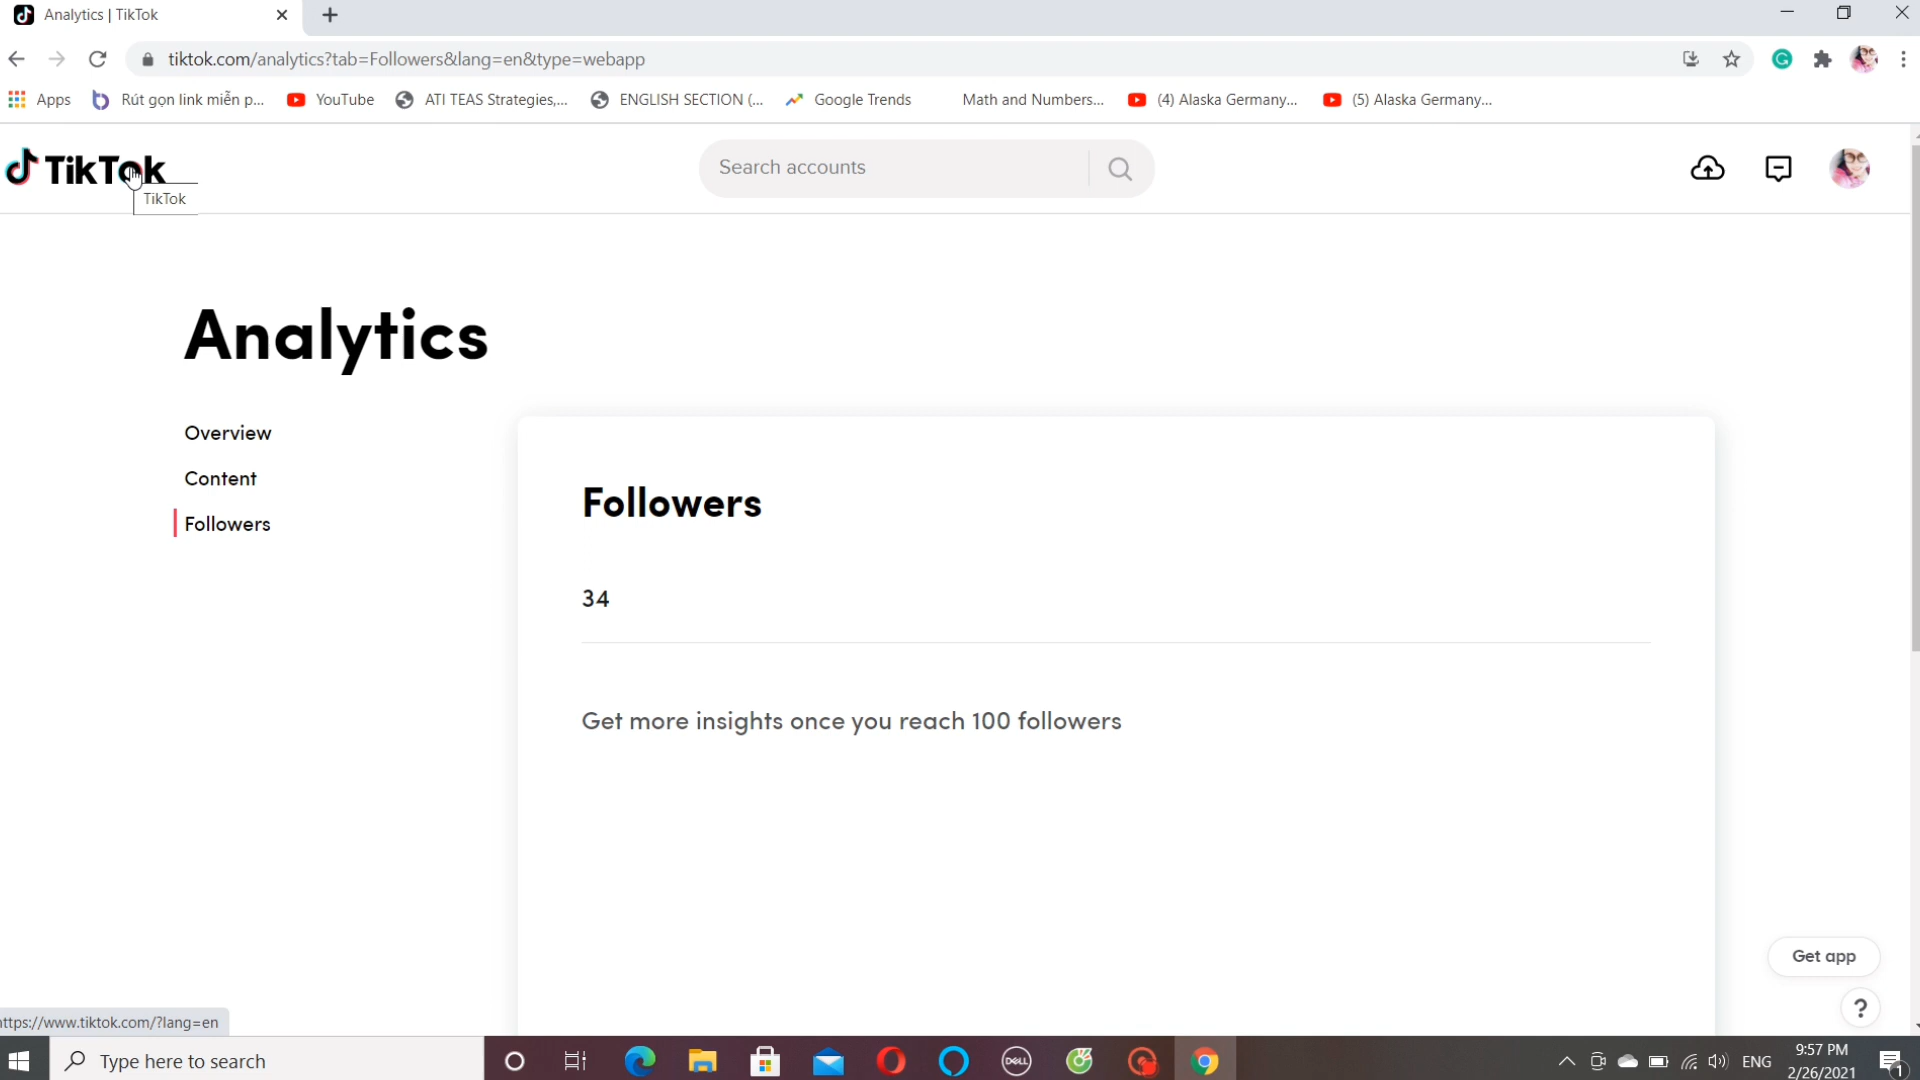 Analytics | TikTok
tiktok.com/analytics?tab=Followers&lang=en&type=webapp
Apps Rút gọn link miễn p... YouTube ATI TEAS Strategies,... ENGLISH SECTION (... Google Trends Math and Numbers... (4) Alaska Germany... (5) Alaska Germany...
TikTok Search accounts
TikTok
Analytics
Overview
Content
Followers
Followers
34
Get more insights once you reach 100 followers
Get app
?
ttps://www.tiktok.com/?lang=en
Type here to search DELL ENG 9:57 PM
2/26/2021 1